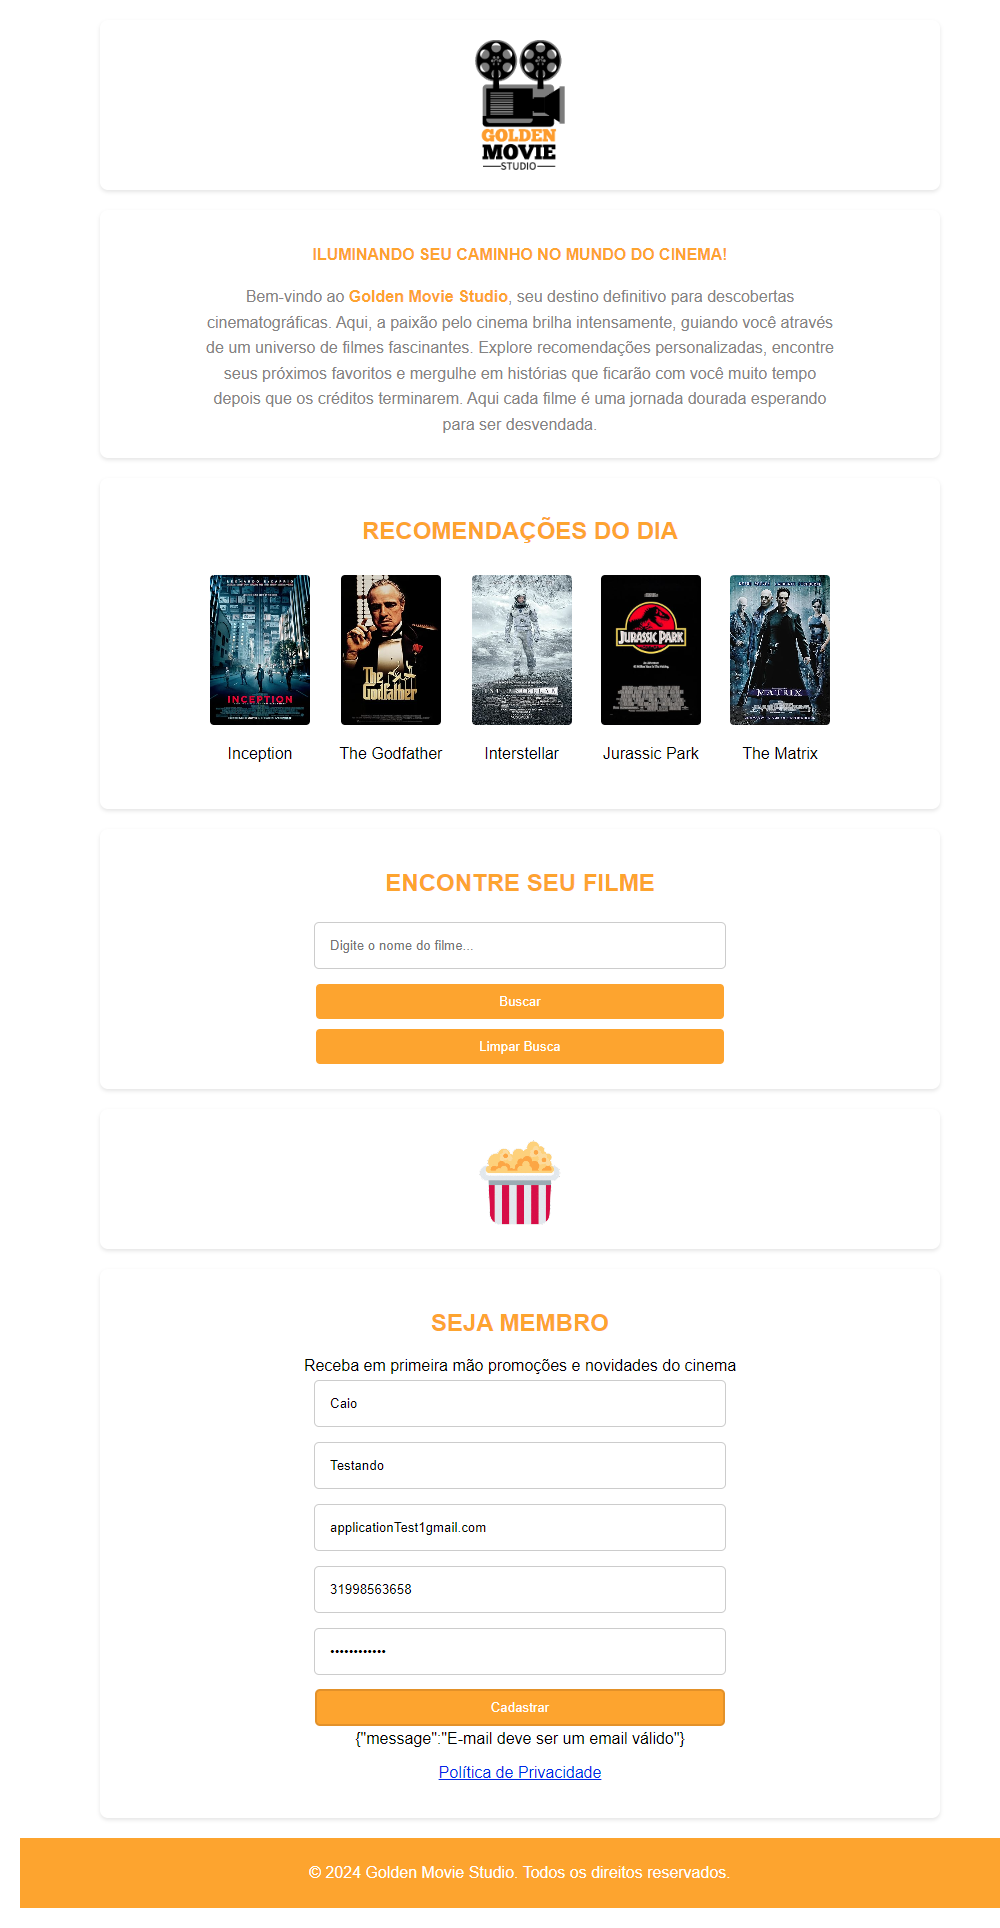 GOLDEN
MOVIE
STUDIO
ILUMINANDO SEU CAMINHO NO MUNDO DO CINEMA!
Bem-vindo ao Golden Movie Studio, seu destino definitivo para descobertas
cinematográficas. Aqui, a paixão pelo cinema brilha intensamente, guiando você através
de um universo de filmes fascinantes. Explore recomendações personalizadas, encontre
seus próximos favoritos e mergulhe em histórias que ficarão com você muito tempo
depois que os créditos terminarem. Aqui cada filme é uma jornada dourada esperando
para ser desvendada.
RECOMENDAÇÕES DO DIA
INCEPTION
The Godfather
INTERSTELLAR
JURASSIC PARK
MATRIX
Inception
The Godfather
Interstellar
Jurassic Park
The Matrix
ENCONTRE SEU FILME
Digite o nome do filme...
Buscar
Limpar Busca
SEJA MEMBRO
Receba em primeira mão promoções e novidades do cinema
Caio
Testando
applicationTest1gmail.com
31998563658
••••••••••••
Cadastrar
{"message":"E-mail deve ser um email válido"}
Política de Privacidade
© 2024 Golden Movie Studio. Todos os direitos reservados.